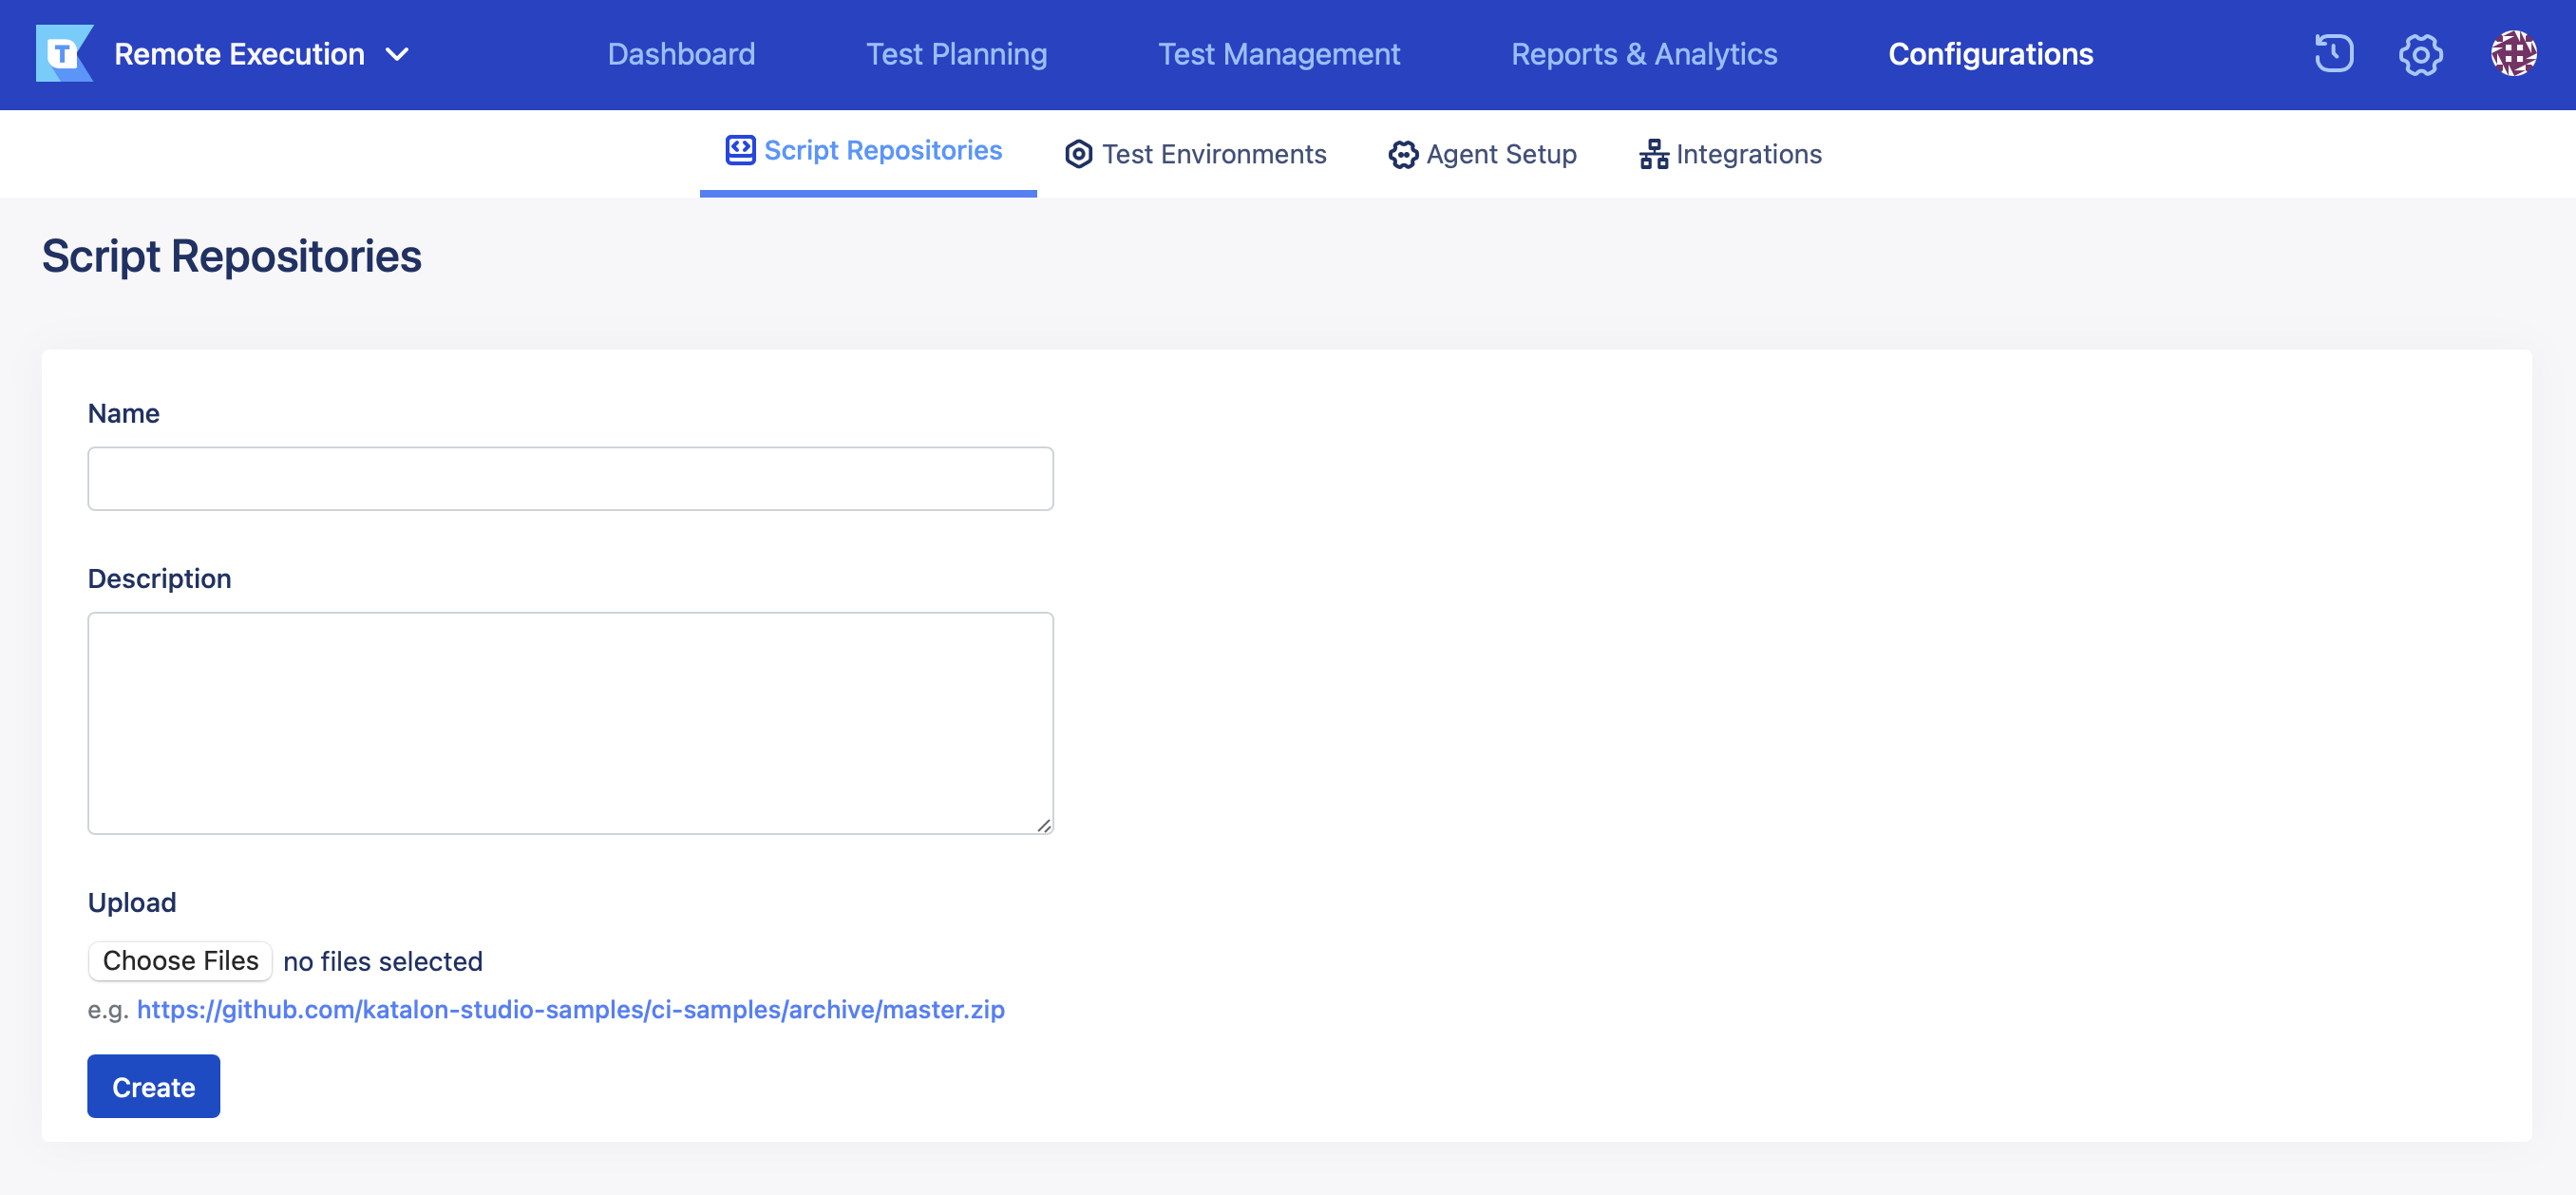 T Remote Execution Dashboard Test Planning Test Management Reports & Analytics Configurations
Script Repositories Test Environments Agent Setup Integrations
Script Repositories
Name
Description
Upload
Choose Files no files selected
e.g. https://github.com/katalon-studio-samples/ci-samples/archive/master.zip
Create